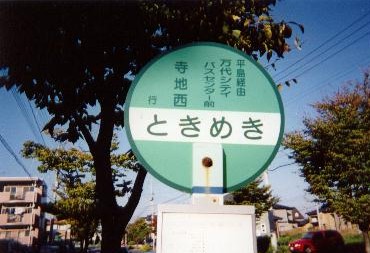 平島経由
万代シティ
バスセンター前
寺地西
行
ときめき